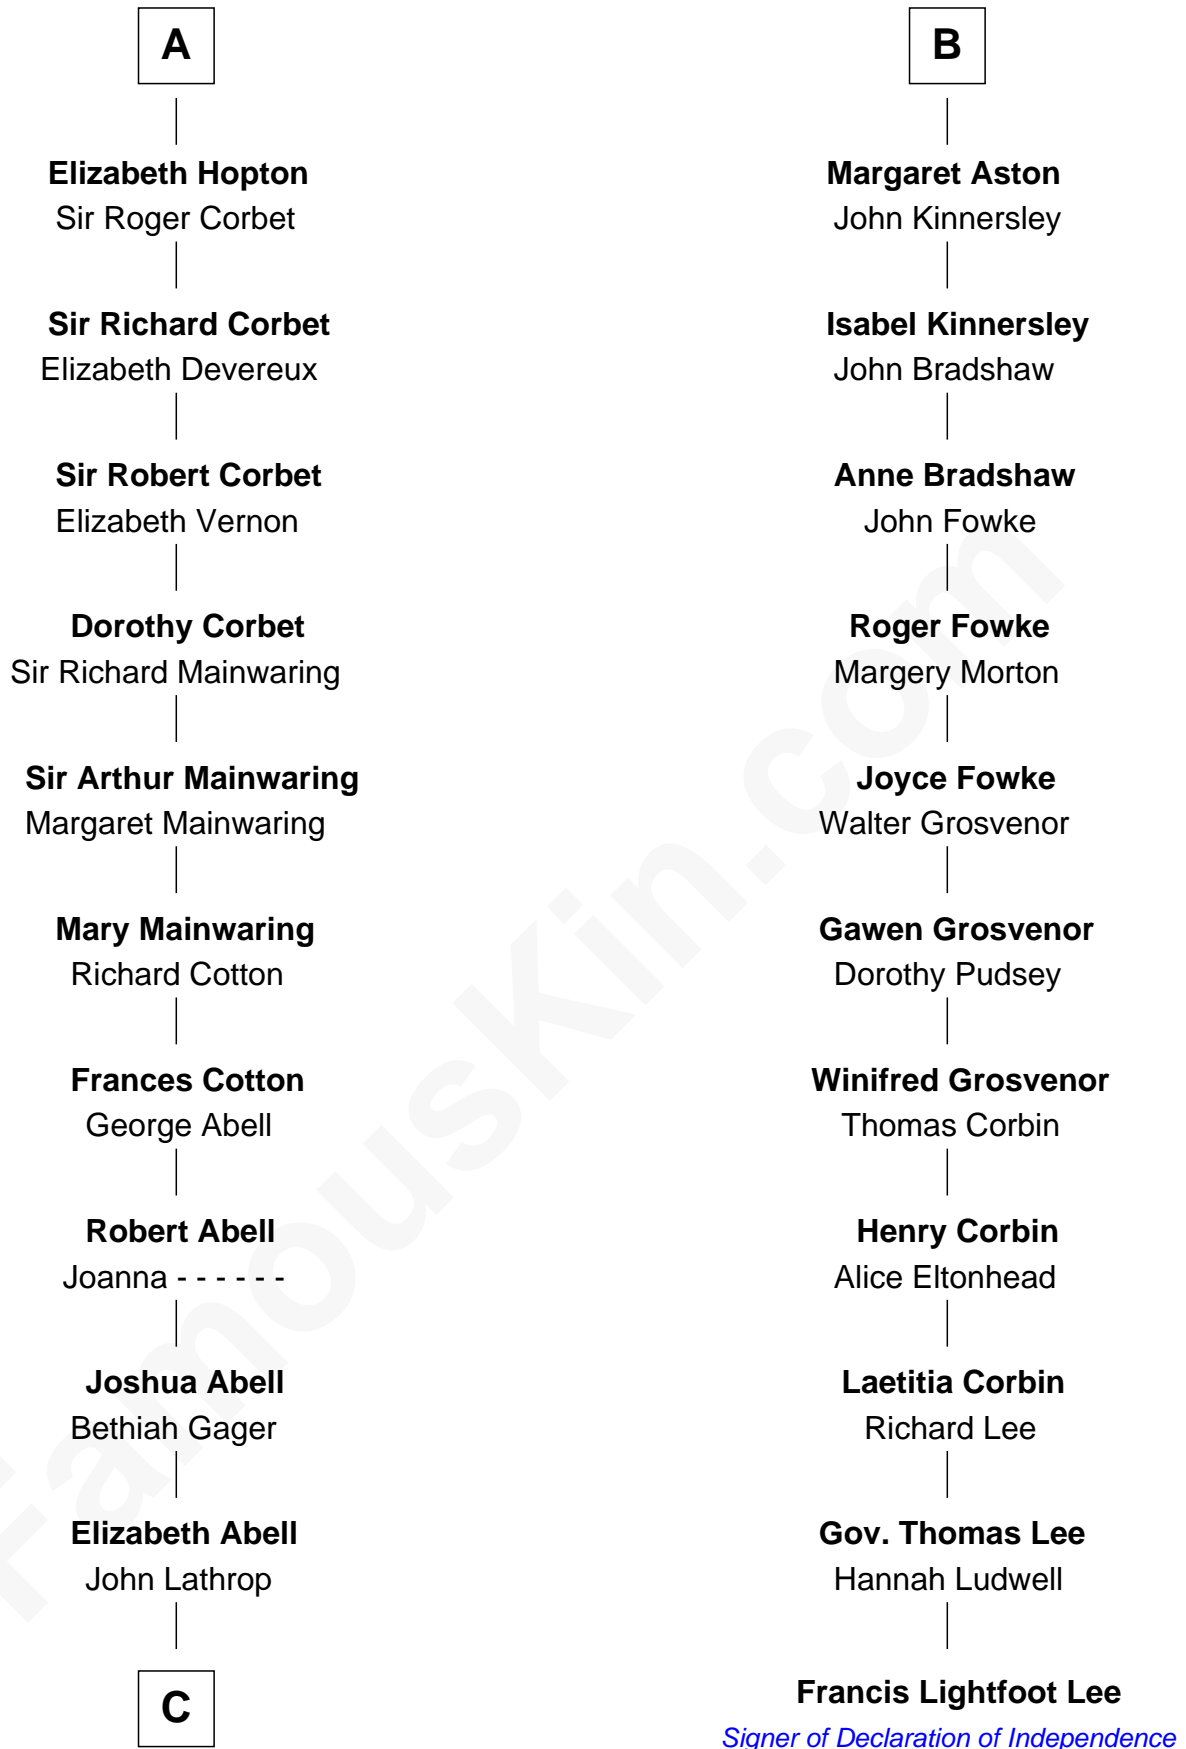 A
Elizabeth Hopton
Sir Roger Corbet
Sir Richard Corbet
Elizabeth Devereux
Sir Robert Corbet
Elizabeth Vernon
Dorothy Corbet
Sir Richard Mainwaring
Sir Arthur Mainwaring
Margaret Mainwaring
Mary Mainwaring
Richard Cotton
Frances Cotton
George Abell
Robert Abell
Joanna - - - - - -
Joshua Abell
Bethiah Gager
Elizabeth Abell
John Lathrop
C
B
Margaret Aston
John Kinnersley
Isabel Kinnersley
John Bradshaw
Anne Bradshaw
John Fowke
Roger Fowke
Margery Morton
Joyce Fowke
Walter Grosvenor
Gawen Grosvenor
Dorothy Pudsey
Winifred Grosvenor
Thomas Corbin
Henry Corbin
Alice Eltonhead
Laetitia Corbin
Richard Lee
Gov. Thomas Lee
Hannah Ludwell
Francis Lightfoot Lee
Signer of Declaration of Independence
FamousKin.com